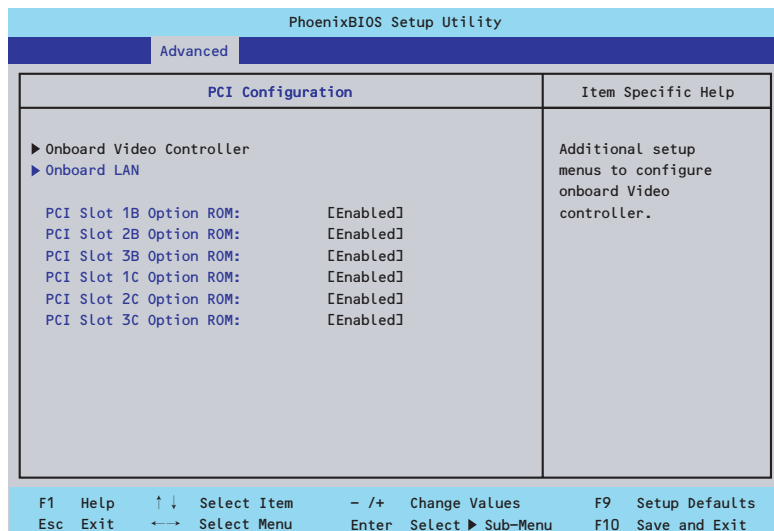 PhoenixBIOS Setup Utility
Advanced
PCI Configuration
Item Specific Help
▶ Onboard Video Controller
▶ Onboard LAN
PCI Slot 1B Option ROM: [Enabled]
PCI Slot 2B Option ROM: [Enabled]
PCI Slot 3B Option ROM: [Enabled]
PCI Slot 1C Option ROM: [Enabled]
PCI Slot 2C Option ROM: [Enabled]
PCI Slot 3C Option ROM: [Enabled]
Additional setup
menus to configure
onboard Video
controller.
F1 Help ↑↓ Select Item – /+ Change Values F9 Setup Defaults
Esc Exit ←→ Select Menu Enter Select ▶ Sub–Menu F10 Save and Exit